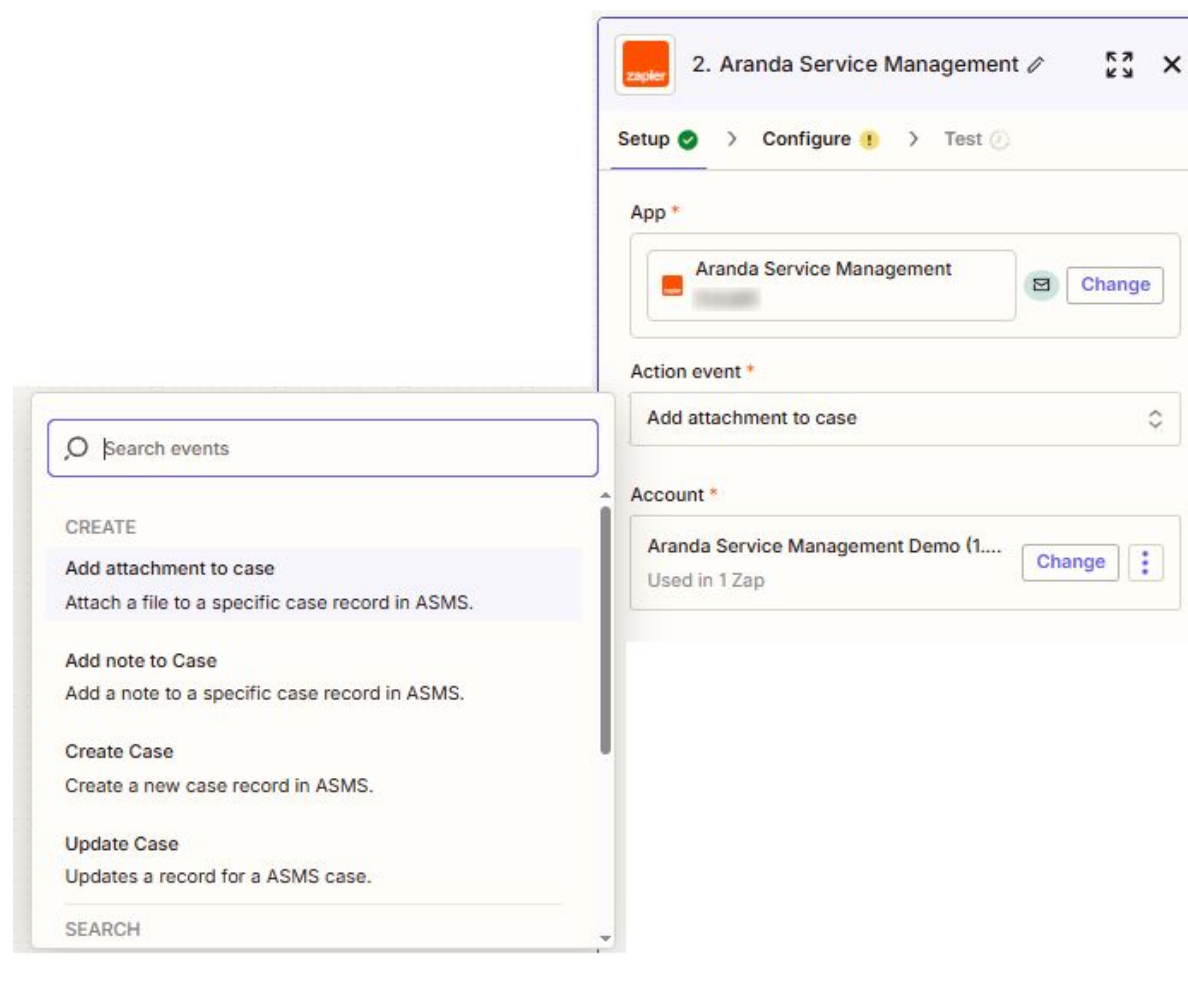 zapier
2. Aranda Service Management
Setup > Configure ! > Test
App *
Aranda Service Management
Change
Action event *
Add attachment to case
Account *
Aranda Service Management Demo (1....
Used in 1 Zap
Change
Search events
CREATE
Add attachment to case
Attach a file to a specific case record in ASMS.
Add note to Case
Add a note to a specific case record in ASMS.
Create Case
Create a new case record in ASMS.
Update Case
Updates a record for a ASMS case.
SEARCH